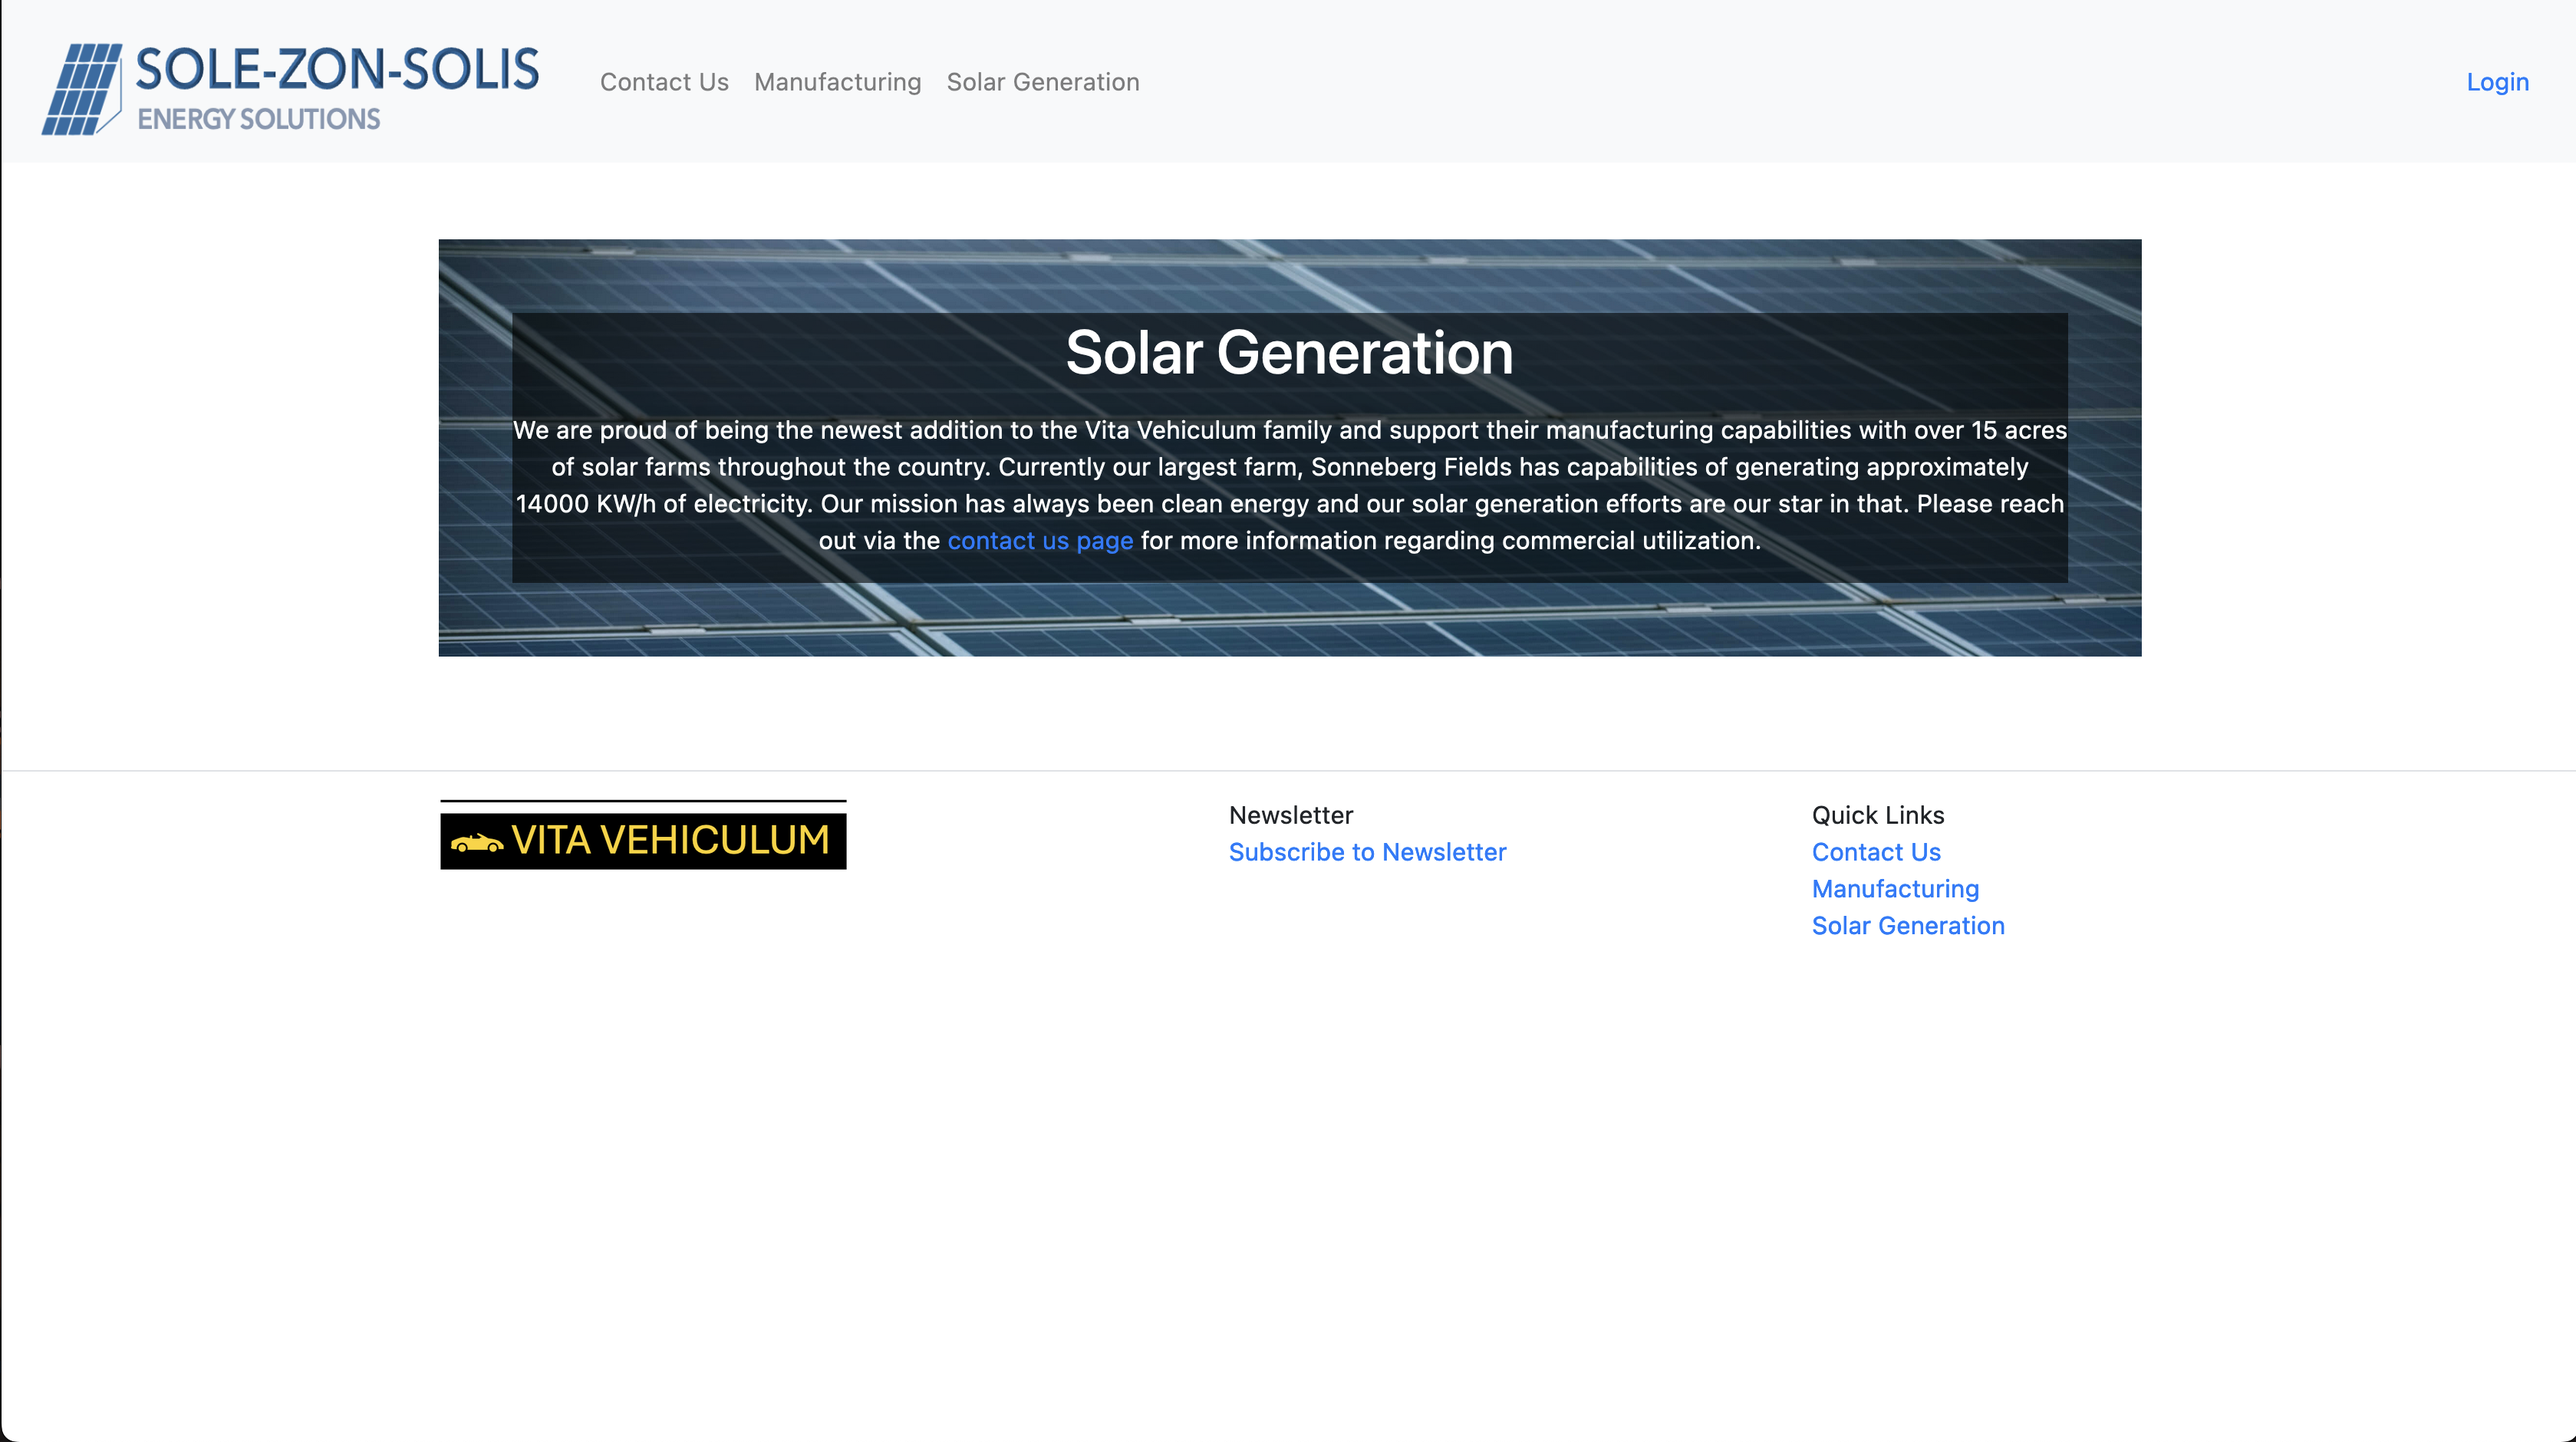 SOLE-ZON-SOLIS
ENERGY SOLUTIONS
Contact Us
Manufacturing
Solar Generation
Login
Solar Generation
We are proud of being the newest addition to the Vita Vehiculum family and support their manufacturing capabilities with over 15 acres
of solar farms throughout the country. Currently our largest farm, Sonneberg Fields has capabilities of generating approximately
14000 KW/h of electricity. Our mission has always been clean energy and our solar generation efforts are our star in that. Please reach
out via the contact us page for more information regarding commercial utilization.
VITA VEHICULUM
Newsletter
Subscribe to Newsletter
Quick Links
Contact Us
Manufacturing
Solar Generation